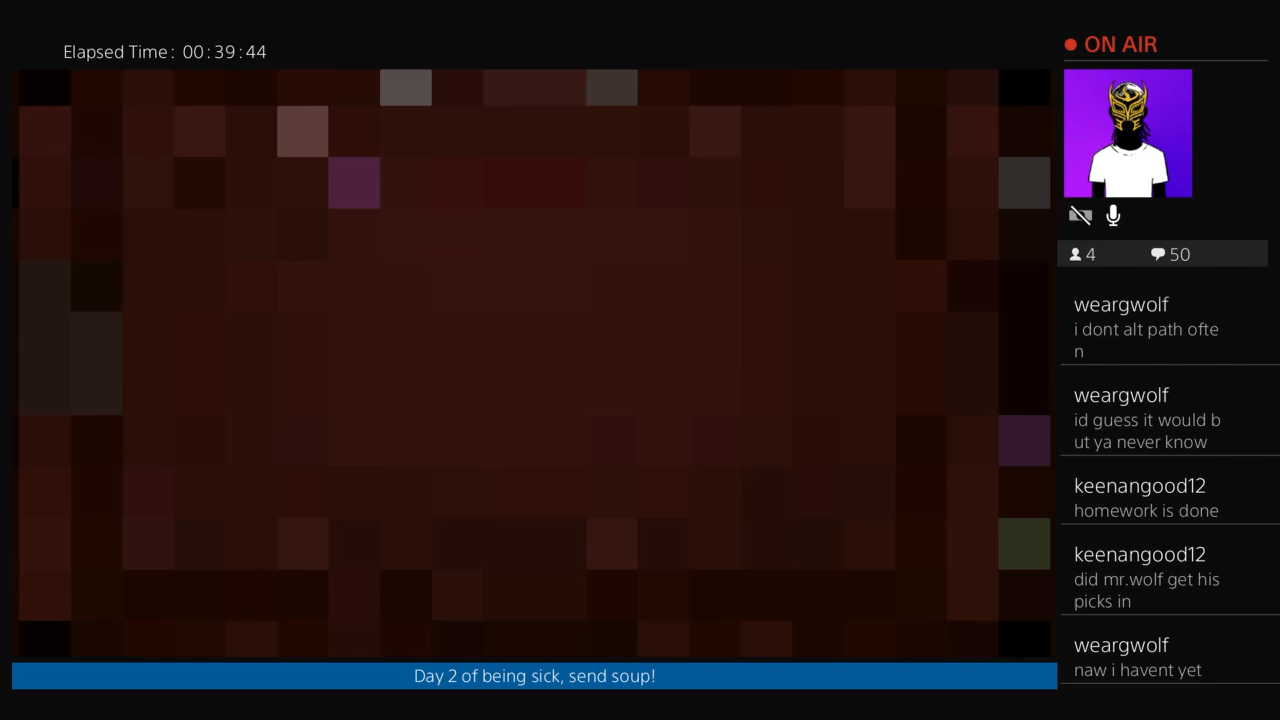 Elapsed Time: 00:39:44
ON AIR
4 50
weargwolf
i dont alt path ofte
n
weargwolf
id guess it would b
ut ya never know
keenangood12
homework is done
keenangood12
did mr.wolf get his
picks in
weargwolf
naw i havent yet
Day 2 of being sick, send soup!